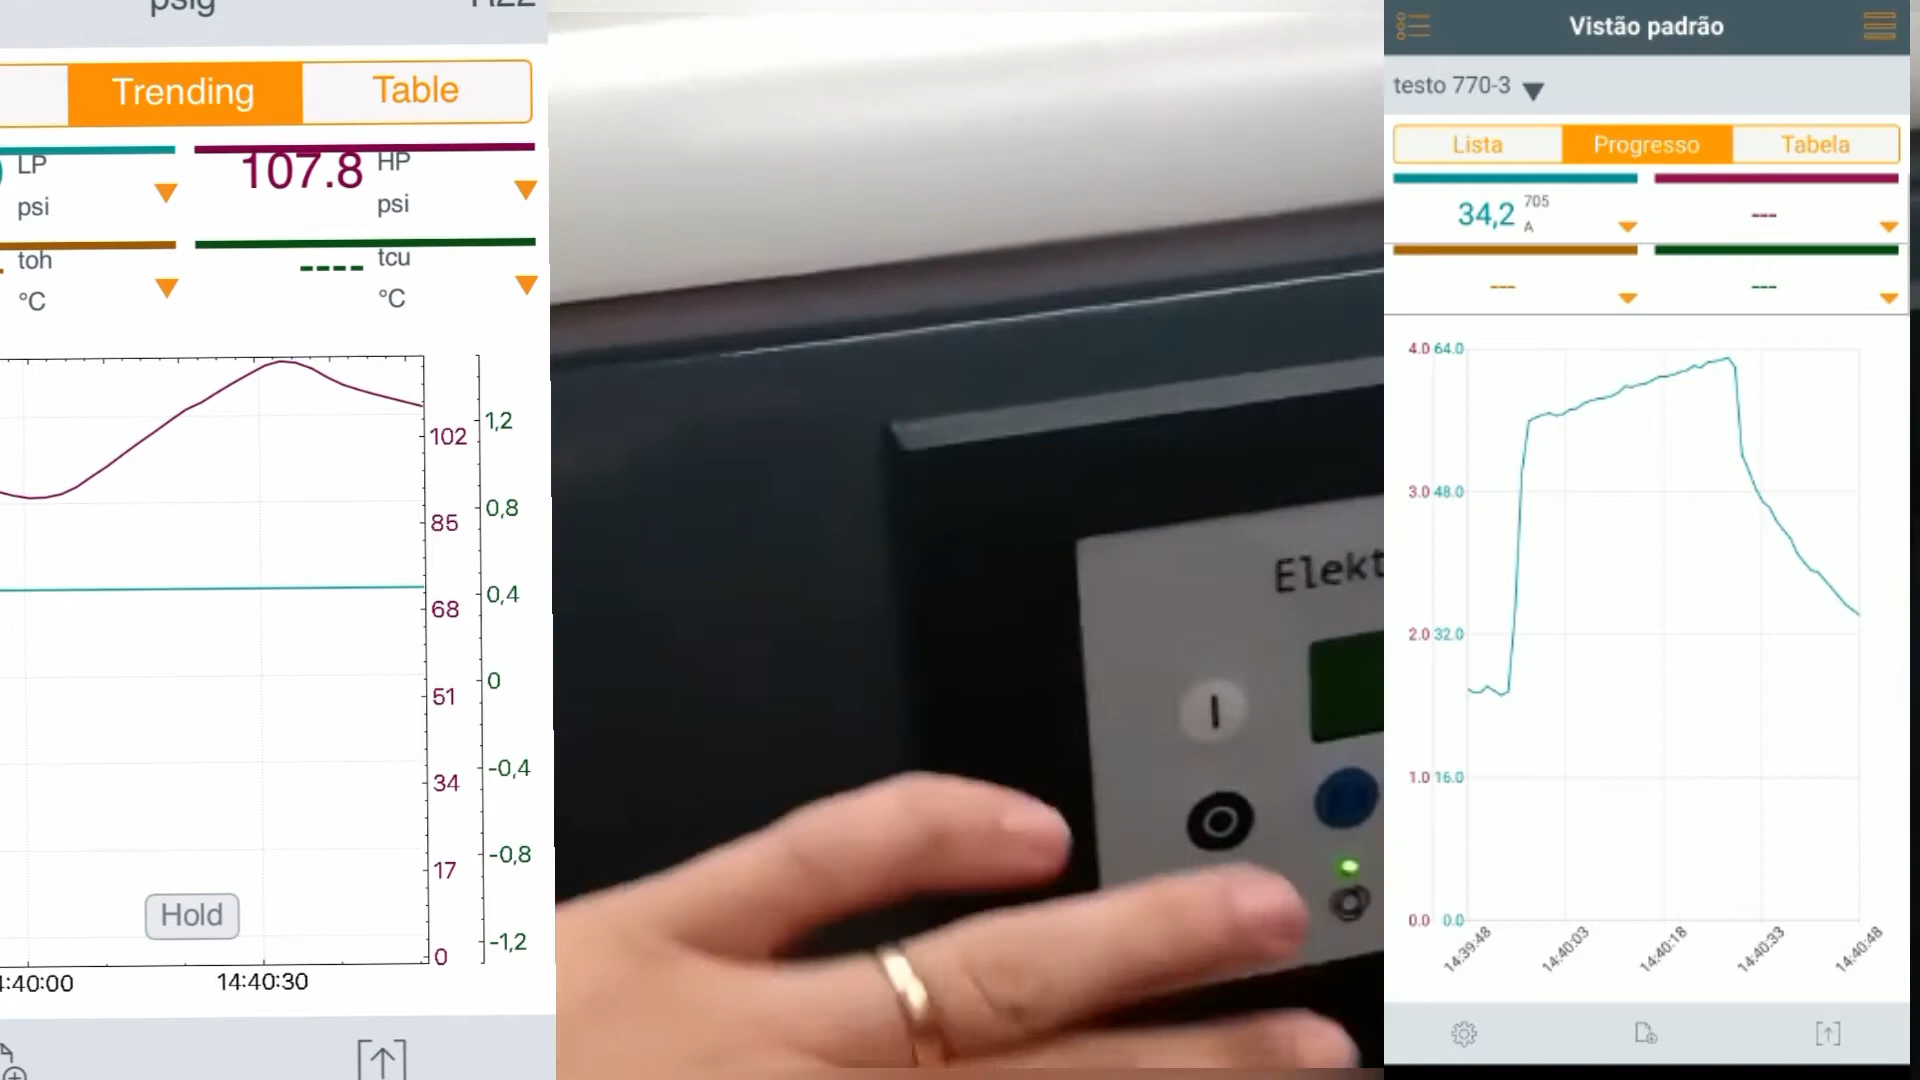 psig
R22
Trending
Table
LP
psi
107.8
HP
psi
toh
°C
----
tcu
°C
1,2
102
0,8
85
0,4
68
0
51
-0,4
34
-0,8
17
-1,2
0
Hold
:40:00
14:40:30
Elekt
Vistão padrão
testo 770-3
Lista
Progresso
Tabela
34,2
705
A
---
---
---
4.0 64.0
3.0 48.0
2.0 32.0
1.0 16.0
0.0 0.0
14:39:48
14:40:03
14:40:18
14:40:33
14:40:48